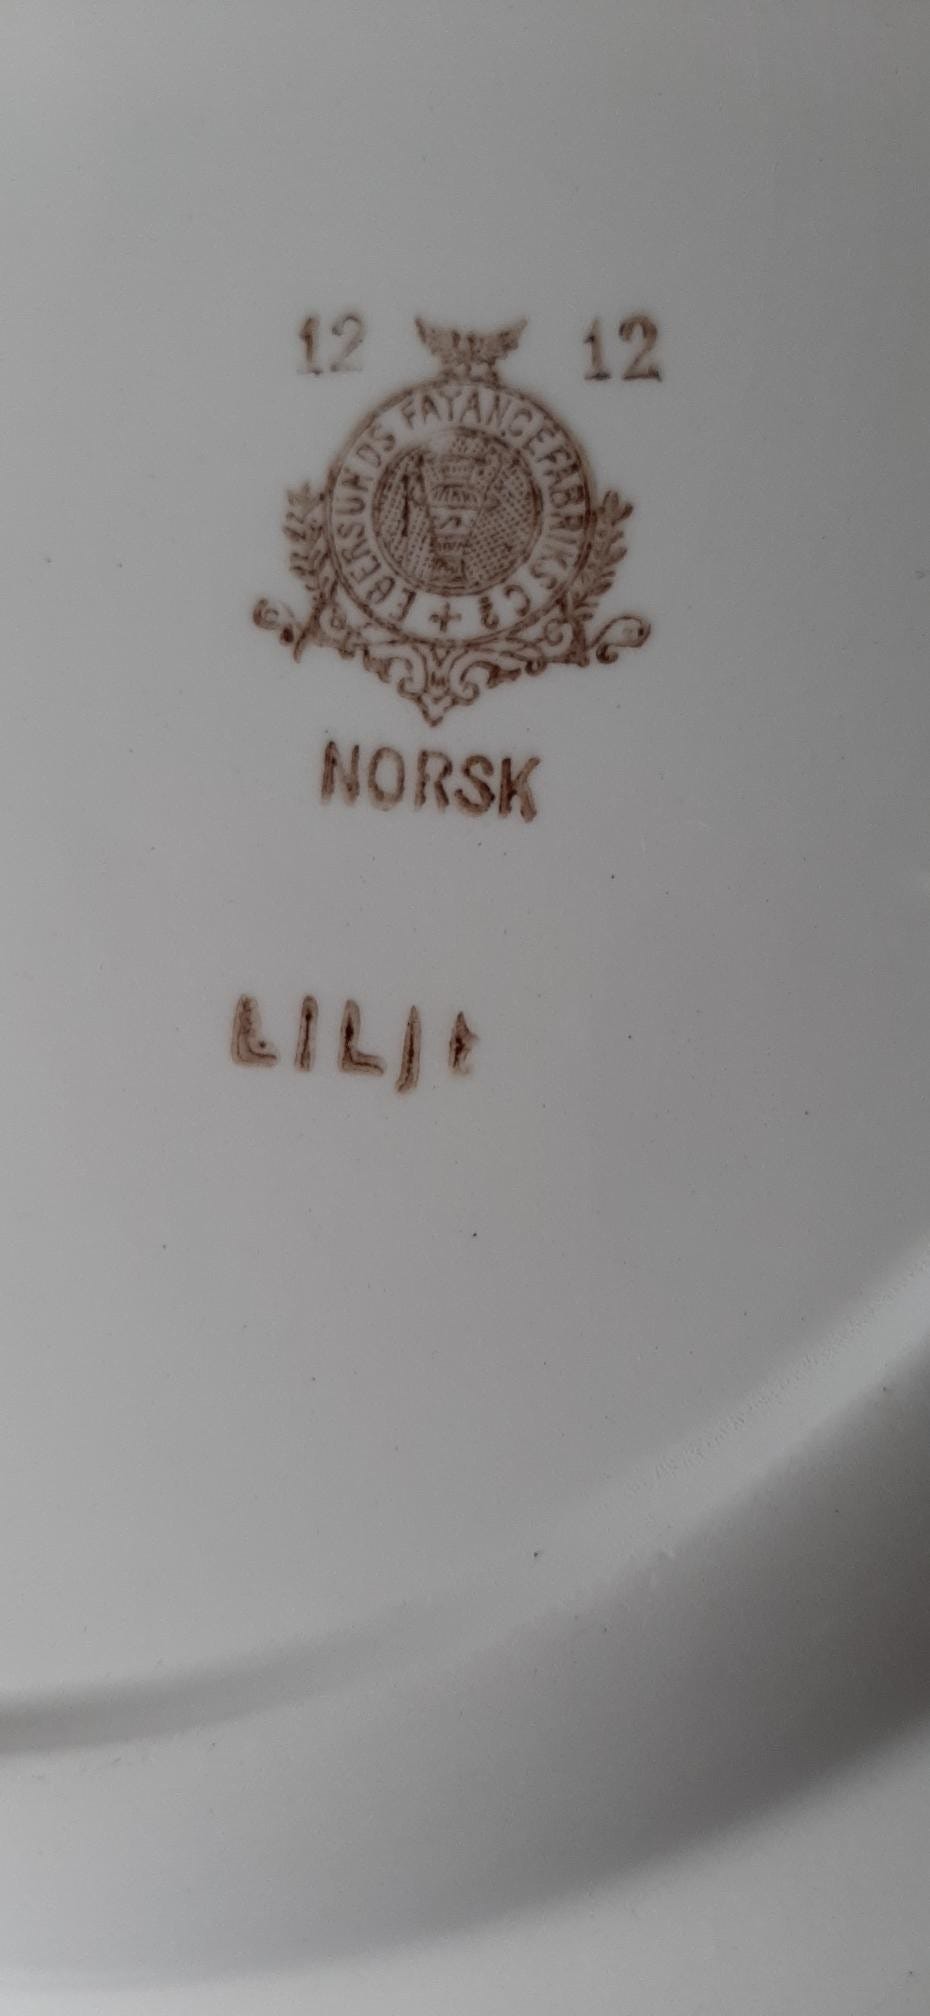 12 12
EGERSUNDS FAYANCEFABRIKS Co
NORSK
LILJE